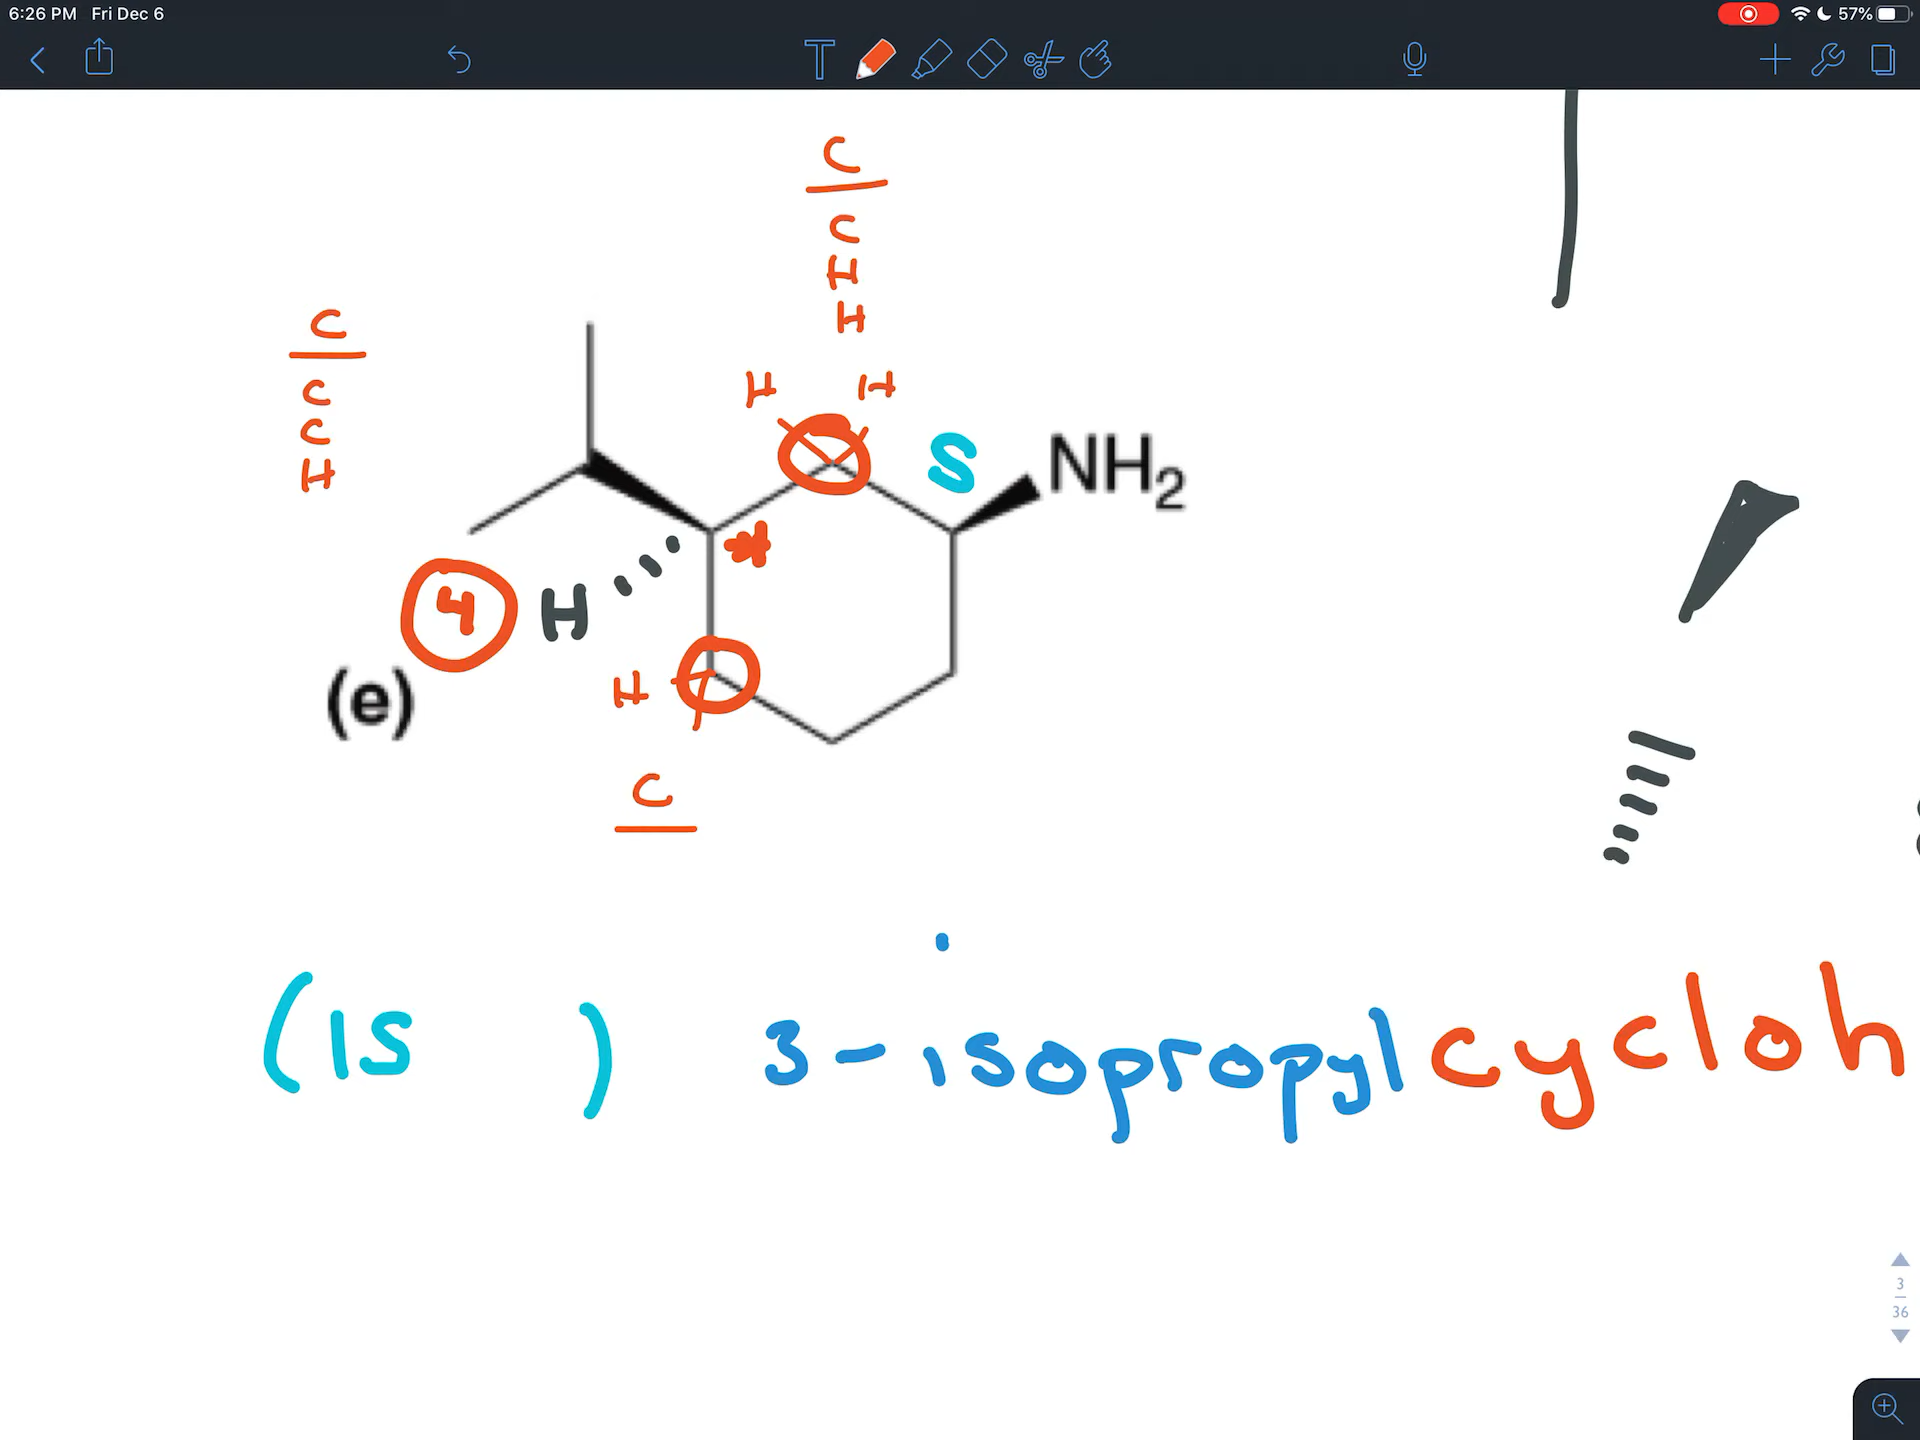 6:26 PM Fri Dec 6
57%
T
C
C
H
H
C
C
C
H
H
H
S
NH2
*
4
H
(e)
H
C
(1S ) 3-isopropylcycloh
3
36